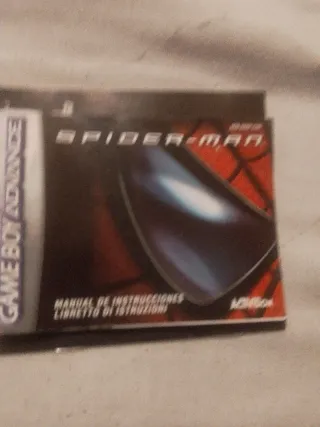 SPIDER-MAN
GAME BOY ADVANCE
MANUAL DE INSTRUCCIONES
LIBRETTO DI ISTRUZIONI
ACTIVISION